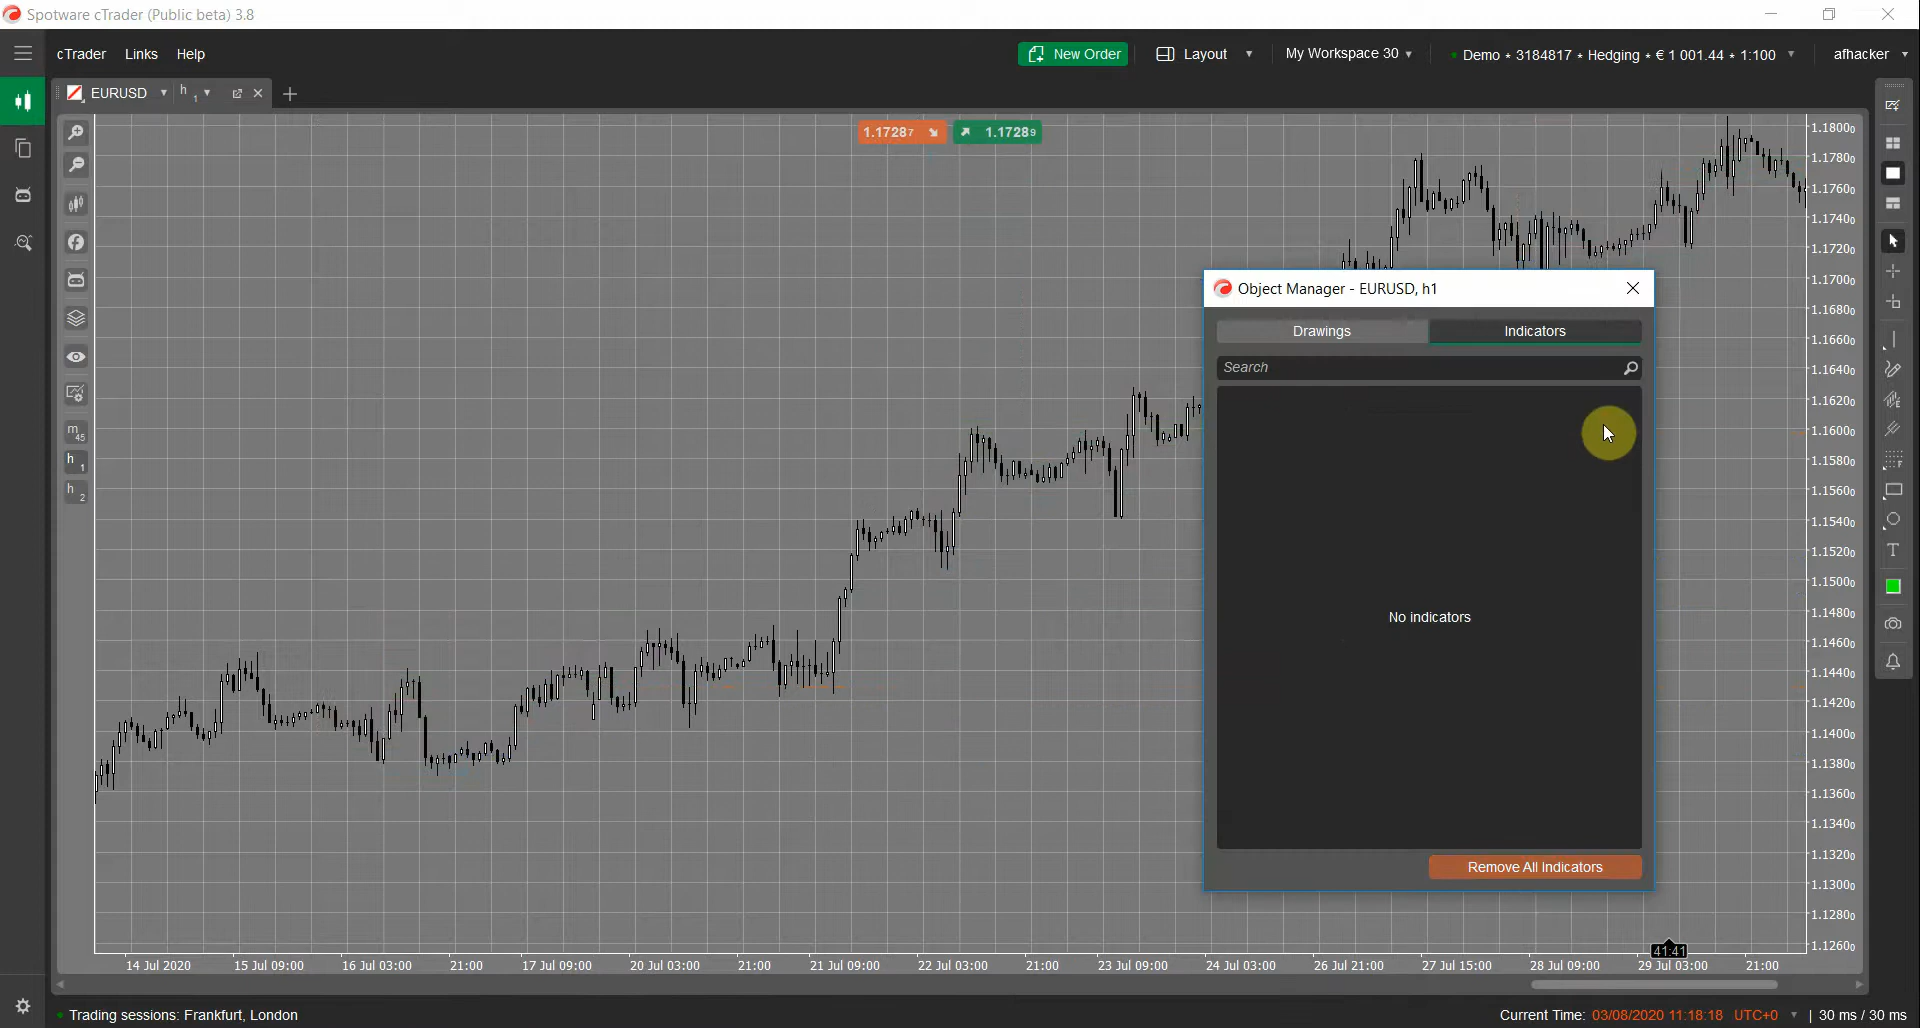 Spotware cTrader (Public beta) 3.8
cTrader Links Help
New Order
Layout
My Workspace 30
Demo • 3184817 • Hedging • € 1 001.44 • 1:100
afhacker
EURUSD h1
1.17287
1.17289
m45
h1
h2
Object Manager - EURUSD, h1
Drawings
Indicators
Search
No indicators
Remove All Indicators
1.18000
1.17800
1.17600
1.17400
1.17200
1.17000
1.16800
1.16600
1.16400
1.16200
1.16000
1.15800
1.15600
1.15400
1.15200
1.15000
1.14800
1.14600
1.14400
1.14200
1.14000
1.13800
1.13600
1.13400
1.13200
1.13000
1.12800
1.12600
41:41
14 Jul 2020 15 Jul 09:00 16 Jul 03:00 21:00 17 Jul 09:00 20 Jul 03:00 21:00 21 Jul 09:00 22 Jul 03:00 21:00 23 Jul 09:00 24 Jul 03:00 26 Jul 21:00 27 Jul 15:00 28 Jul 09:00 29 Jul 03:00 21:00
T
Trading sessions: Frankfurt, London
Current Time: 03/08/2020 11:18:18 UTC+0 | 30 ms / 30 ms